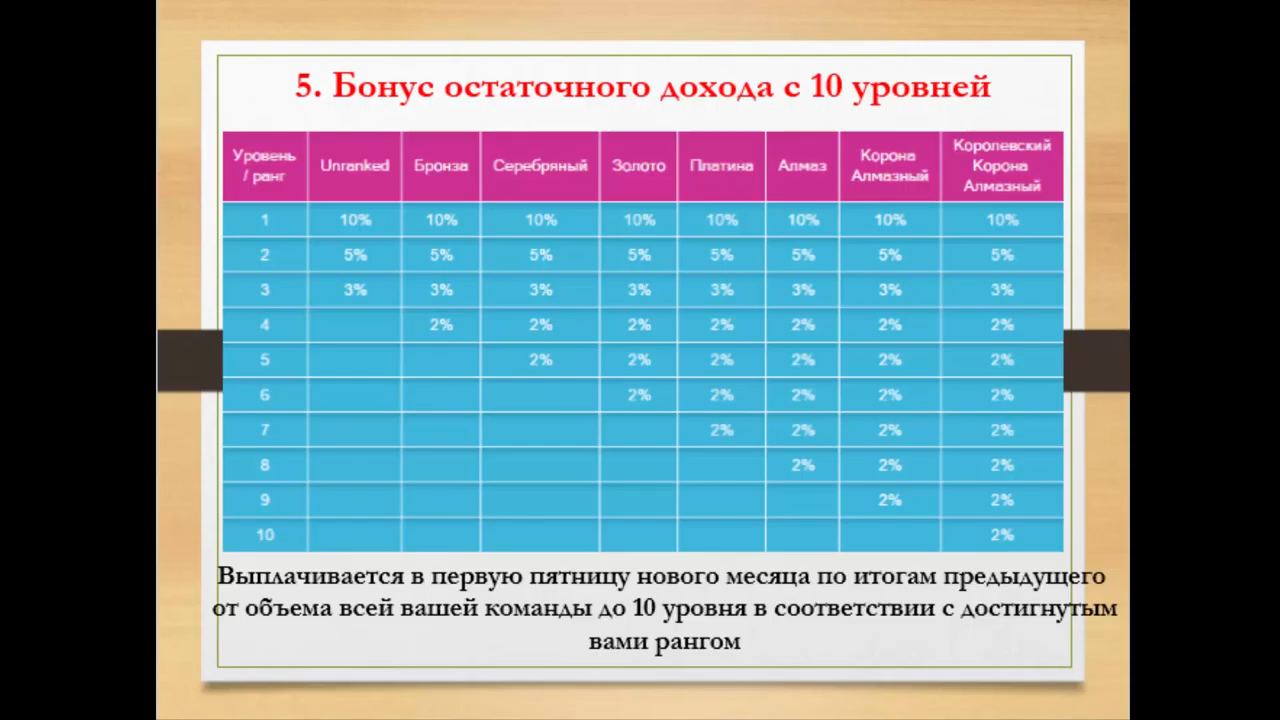 5. Бонус остаточного дохода с 10 уровней
Уровень / ранг Unranked Бронза Серебряный Золото Платина Алмаз Корона Алмазный Королевский Корона Алмазный
1 10% 10% 10% 10% 10% 10% 10% 10%
2 5% 5% 5% 5% 5% 5% 5% 5%
3 3% 3% 3% 3% 3% 3% 3% 3%
4 2% 2% 2% 2% 2% 2% 2%
5 2% 2% 2% 2% 2% 2%
6 2% 2% 2% 2% 2%
7 2% 2% 2% 2%
8 2% 2% 2%
9 2% 2%
10 2%
Выплачивается в первую пятницу нового месяца по итогам предыдущего
от объема всей вашей команды до 10 уровня в соответствии с достигнутым
вами рангом